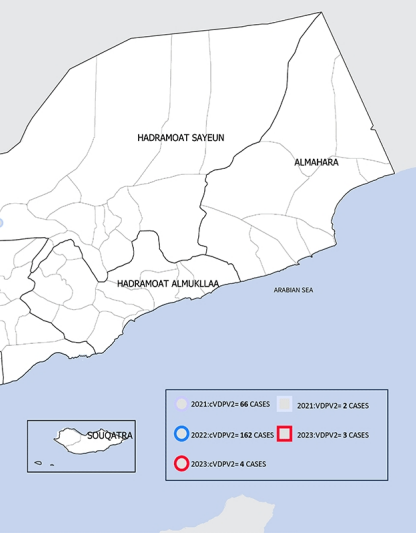 HADRAMOAT SAYEUN
ALMAHARA
HADRAMOAT ALMUKLLAA
ARABIAN SEA
2021:cVDPV2= 66 CASES
2021:VDPV2= 2 CASES
2022:cVDPV2= 162 CASES
2023:VDPV2= 3 CASES
2023:cVDPV2= 4 CASES
SOUQATRA